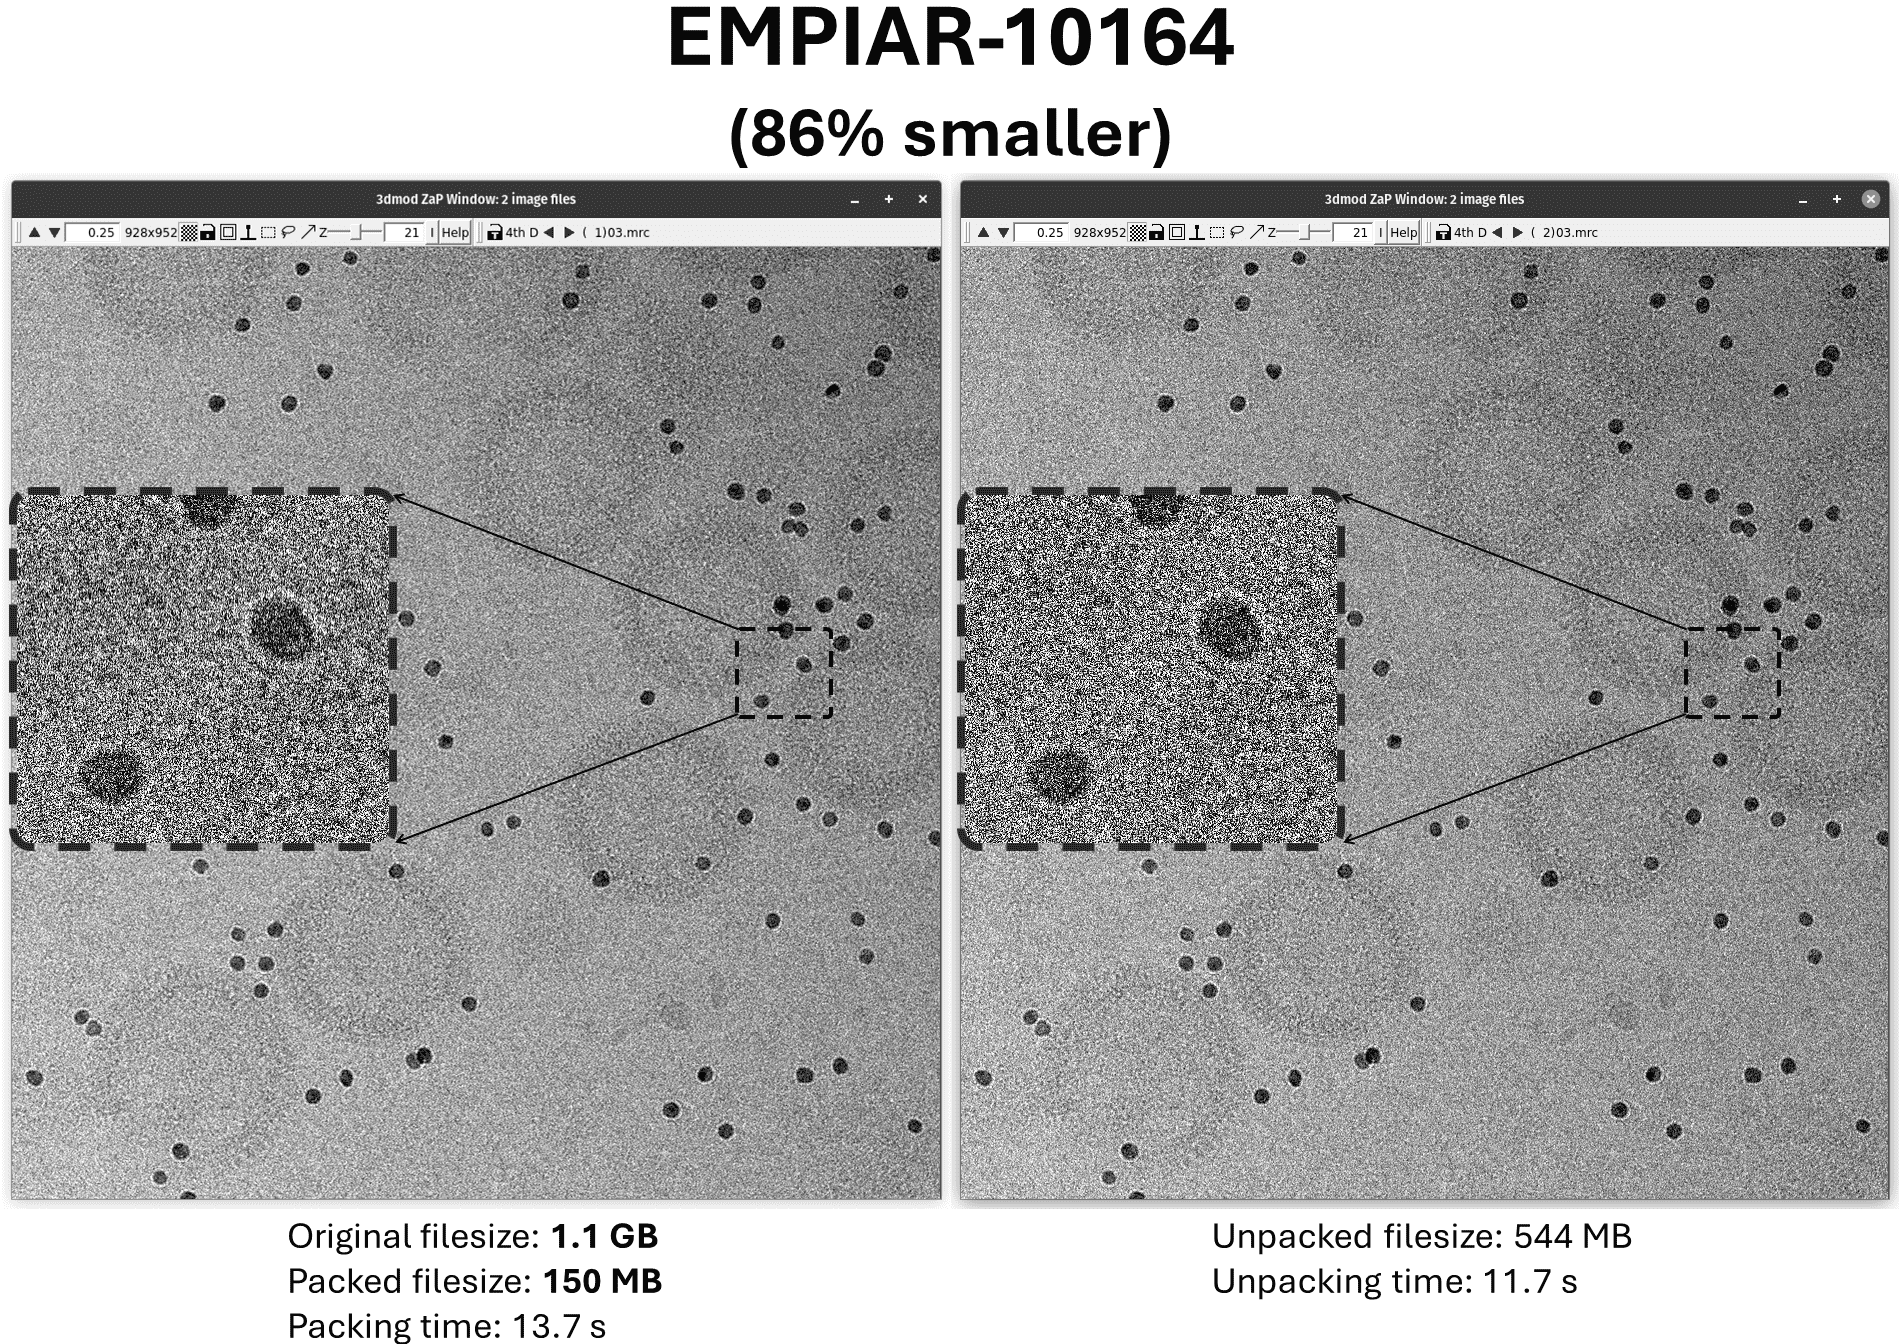 EMPIAR-10164
(86% smaller)
3dmod ZaP Window: 2 image files
0.25 928x952 Z 21 I Help 4th D ( 1)03.mrc
3dmod ZaP Window: 2 image files
0.25 928x952 Z 21 I Help 4th D ( 2)03.mrc
Original filesize: 1.1 GB
Packed filesize: 150 MB
Packing time: 13.7 s
Unpacked filesize: 544 MB
Unpacking time: 11.7 s